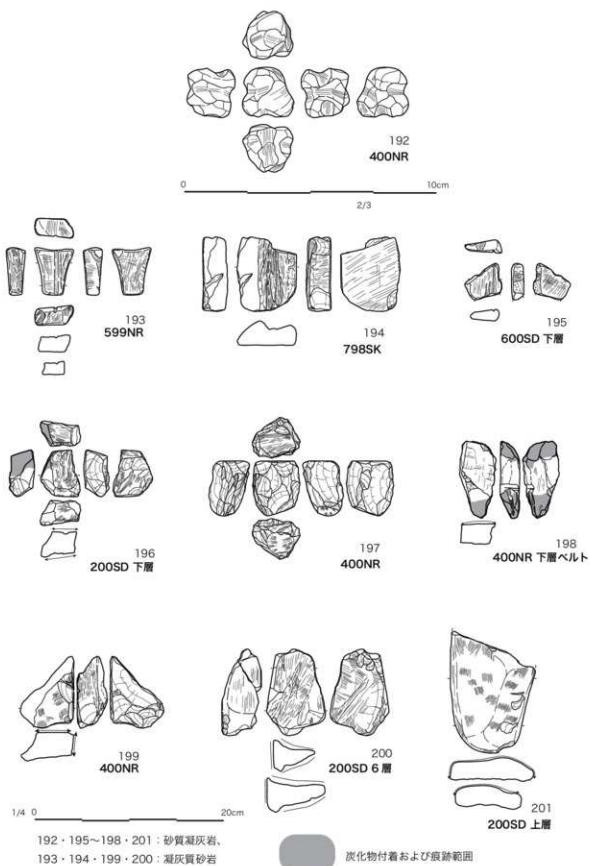 192
400NR
0 10cm
2/3
193
599NR
194
798SK
195
600SD 下層
196
200SD 下層
197
400NR
198
400NR 下層ベルト
199
400NR
200
200SD 6層
201
200SD 上層
1/4 0 20cm
192・195〜198・201：砂質凝灰岩、
193・194・199・200：凝灰質砂岩
炭化物付着および痕跡範囲